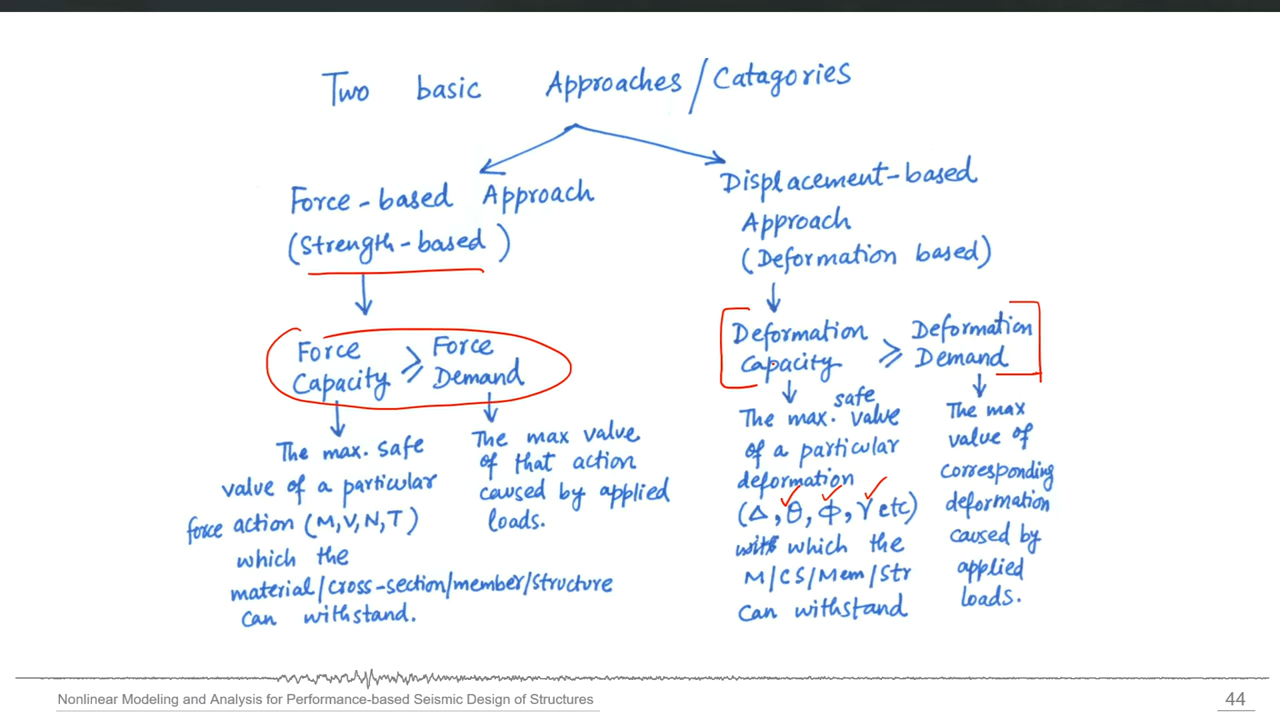 Two basic Approaches/Catagories
Force-based Approach
(Strength-based)
Force Force
Capacity ≥ Demand
The max. safe
value of a particular
force action (M,V,N,T)
which the
material/cross-section/member/structure
can withstand.
The max value
of that action
caused by applied
loads.
Displacement-based
Approach
(Deformation based)
Deformation Deformation
Capacity ≥ Demand
The max. safe value
of a particular
deformation
(Δ, θ, φ, γ etc)
which the
M/CS/Mem/Str
can withstand
The max
value of
corresponding
deformation
caused by
applied
loads.
Nonlinear Modeling and Analysis for Performance-based Seismic Design of Structures
44